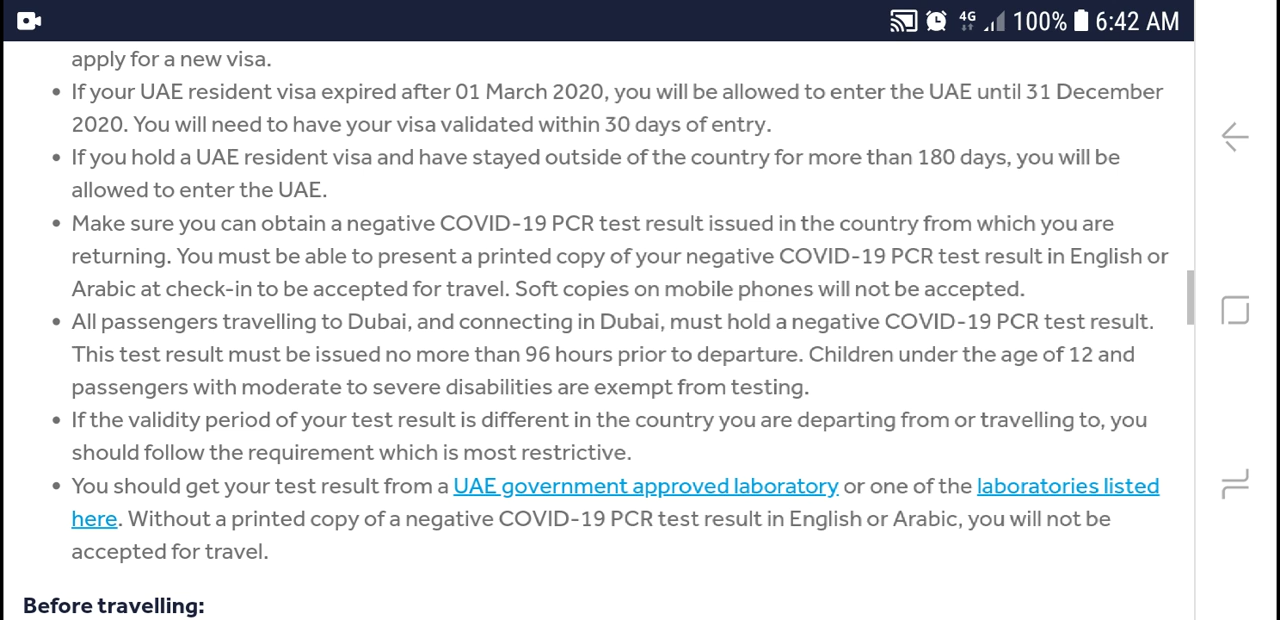 4G 100% 6:42 AM
apply for a new visa.
• If your UAE resident visa expired after 01 March 2020, you will be allowed to enter the UAE until 31 December
2020. You will need to have your visa validated within 30 days of entry.
• If you hold a UAE resident visa and have stayed outside of the country for more than 180 days, you will be
allowed to enter the UAE.
• Make sure you can obtain a negative COVID-19 PCR test result issued in the country from which you are
returning. You must be able to present a printed copy of your negative COVID-19 PCR test result in English or
Arabic at check-in to be accepted for travel. Soft copies on mobile phones will not be accepted.
• All passengers travelling to Dubai, and connecting in Dubai, must hold a negative COVID-19 PCR test result.
This test result must be issued no more than 96 hours prior to departure. Children under the age of 12 and
passengers with moderate to severe disabilities are exempt from testing.
• If the validity period of your test result is different in the country you are departing from or travelling to, you
should follow the requirement which is most restrictive.
• You should get your test result from a UAE government approved laboratory or one of the laboratories listed
here. Without a printed copy of a negative COVID-19 PCR test result in English or Arabic, you will not be
accepted for travel.
Before travelling: